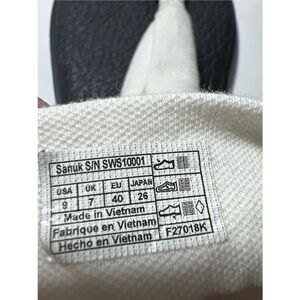 Sanuk S/N SWS10001
USA UK EU JAPAN
9 7 40 26
Made in Vietnam
Fabrique en Vietnam
Hecho en Vietnam
F27018K